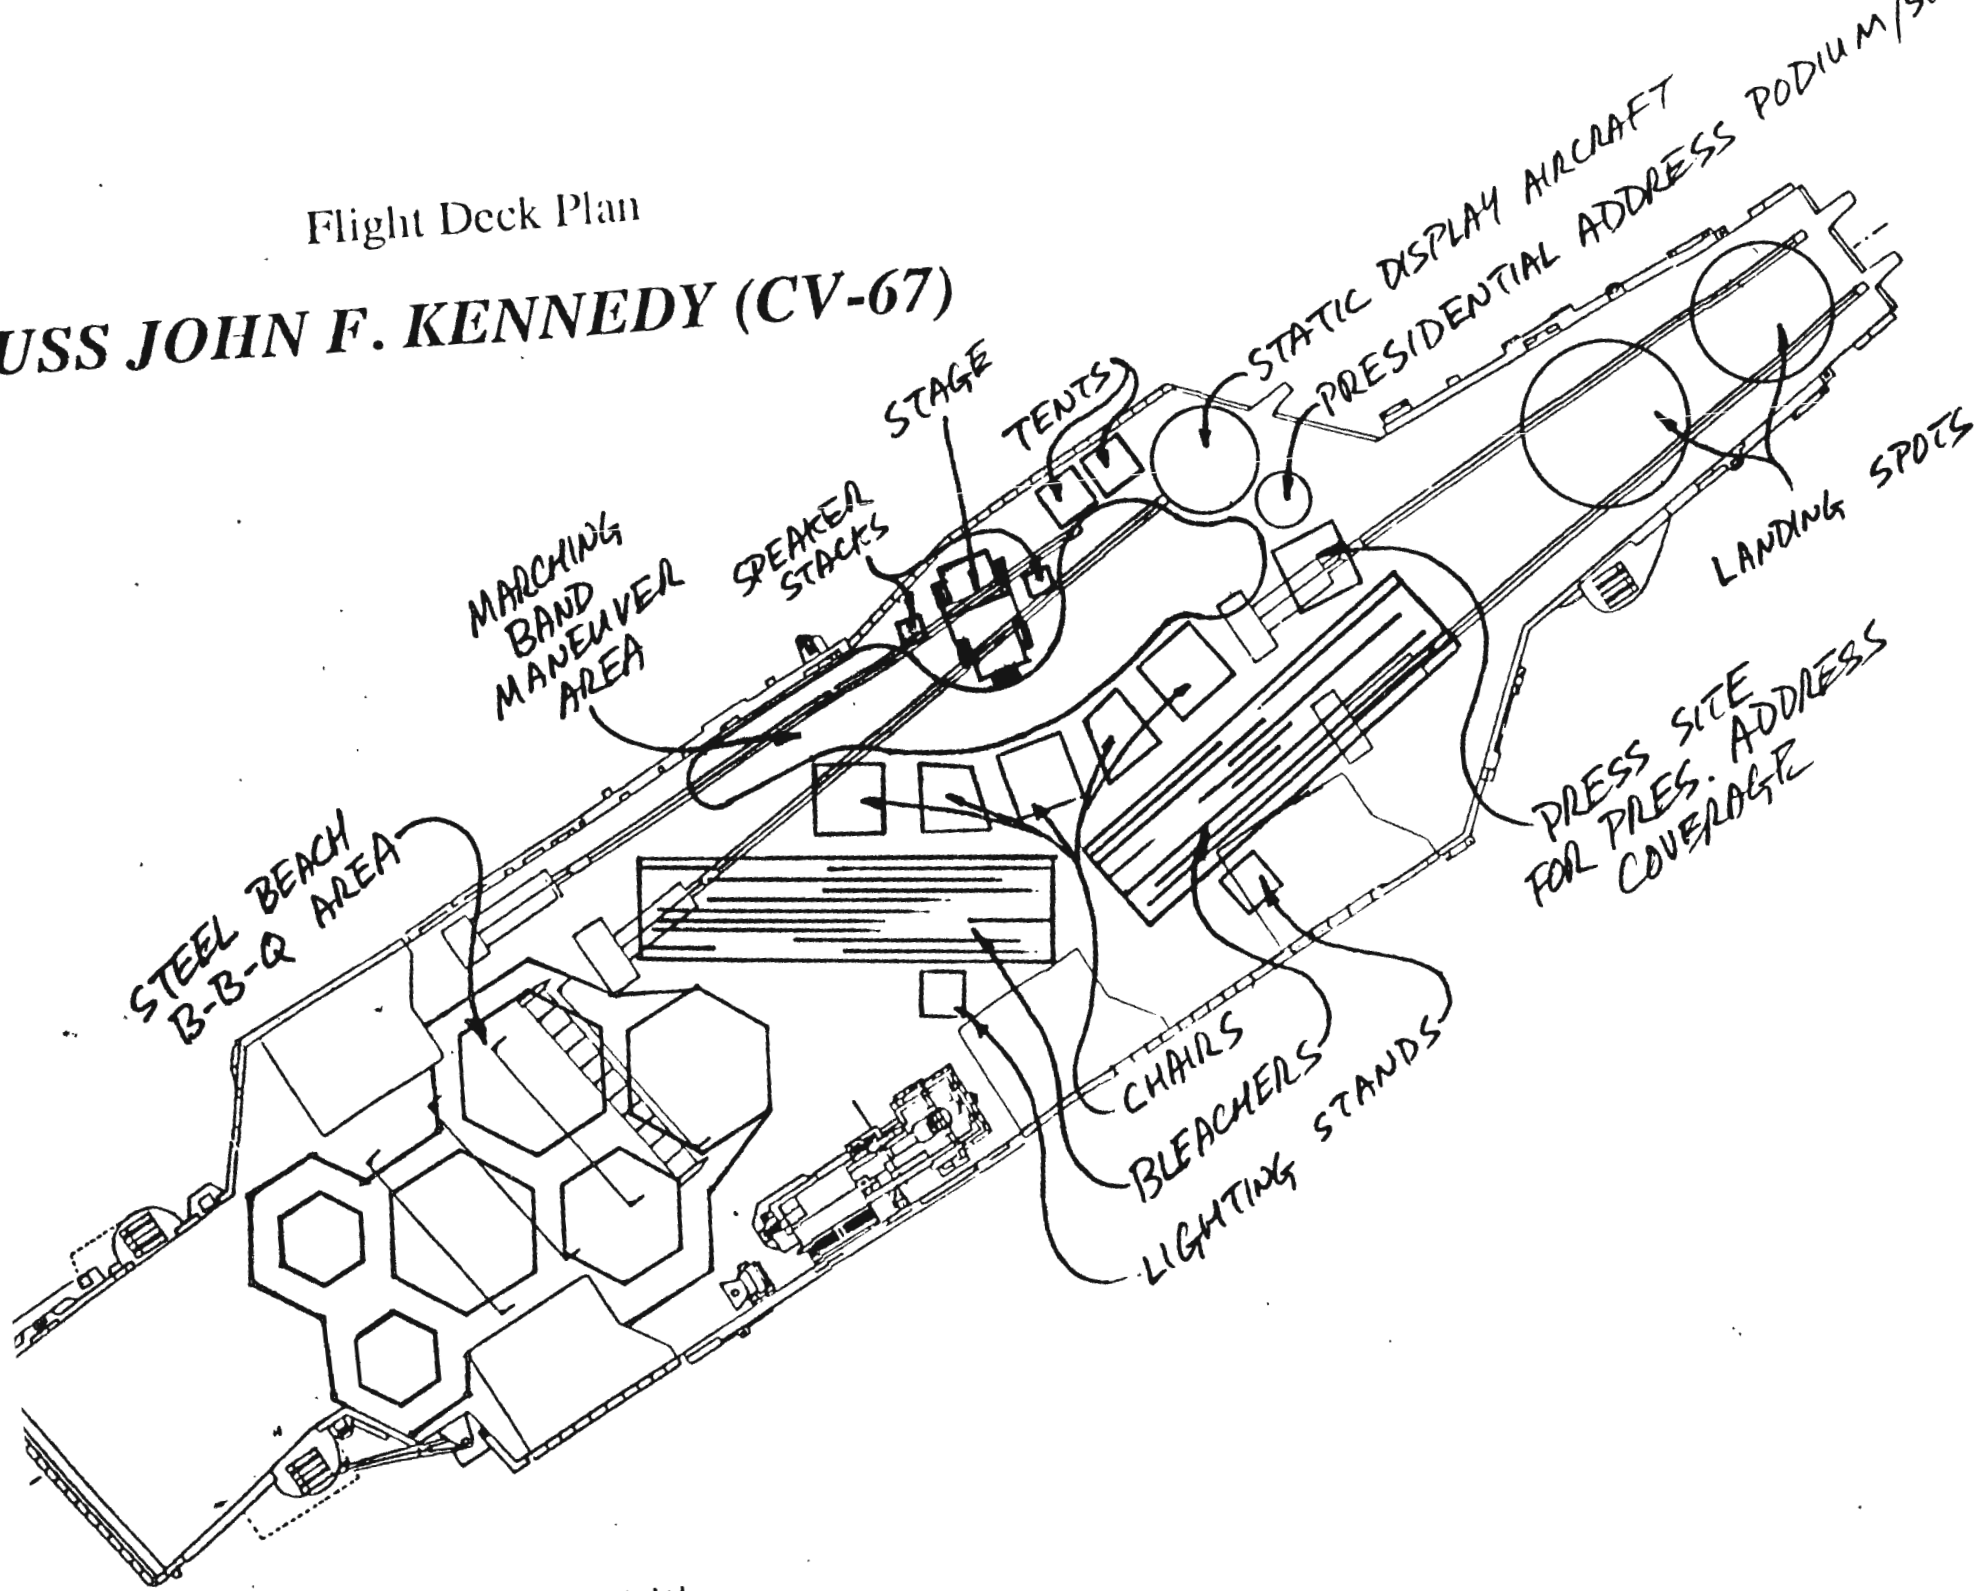 Flight Deck Plan
USS JOHN F. KENNEDY (CV-67)
STATIC DISPLAY AIRCRAFT
PRESIDENTIAL ADDRESS PODIUM/
STAGE
TENTS
SPEAKER
STACKS
MARCHING
BAND
MANEUVER
AREA
LANDING SPOTS
PRESS SITE
FOR PRES. ADDRESS
COVERAGE
STEEL BEACH
B-B-Q AREA
CHAIRS
BLEACHERS
LIGHTING STANDS